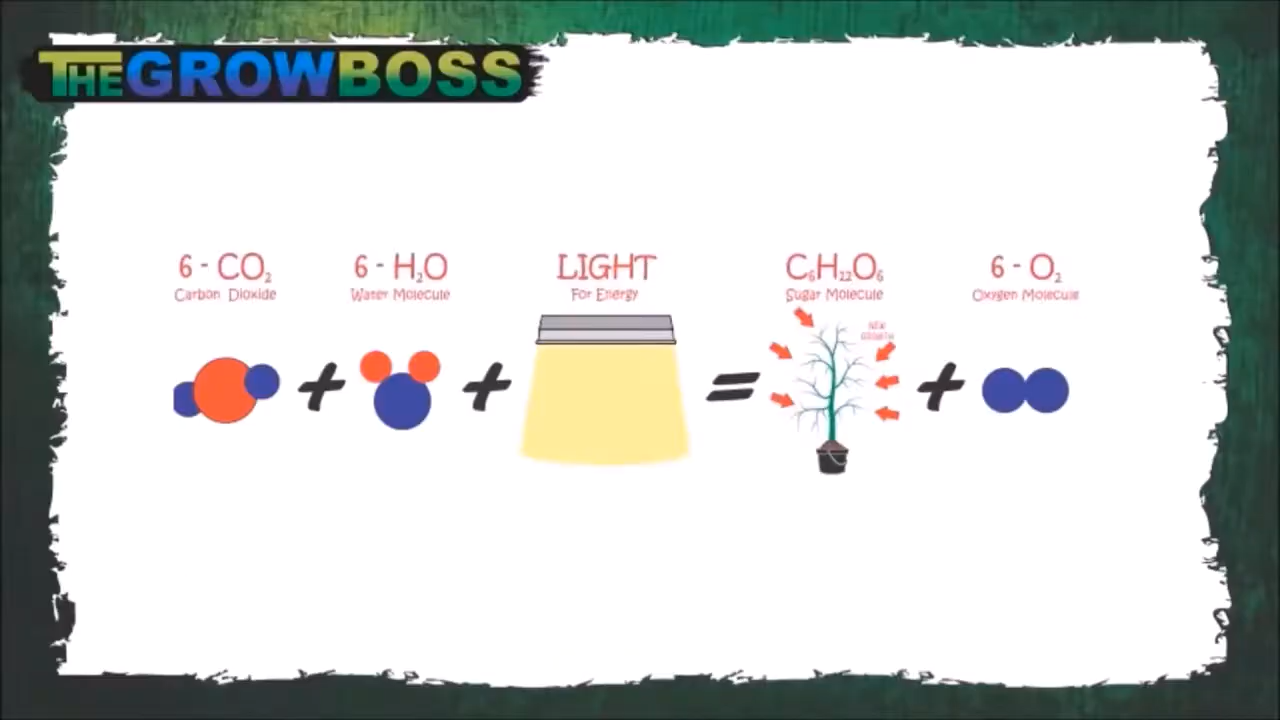 THEGROWBOSS
6 - CO₂
Carbon Dioxide
6 - H₂O
Water Molecule
LIGHT
For Energy
C₆H₂₂O₆
Sugar Molecule
6 - O₂
Oxygen Molecule
NEW
GROWTH